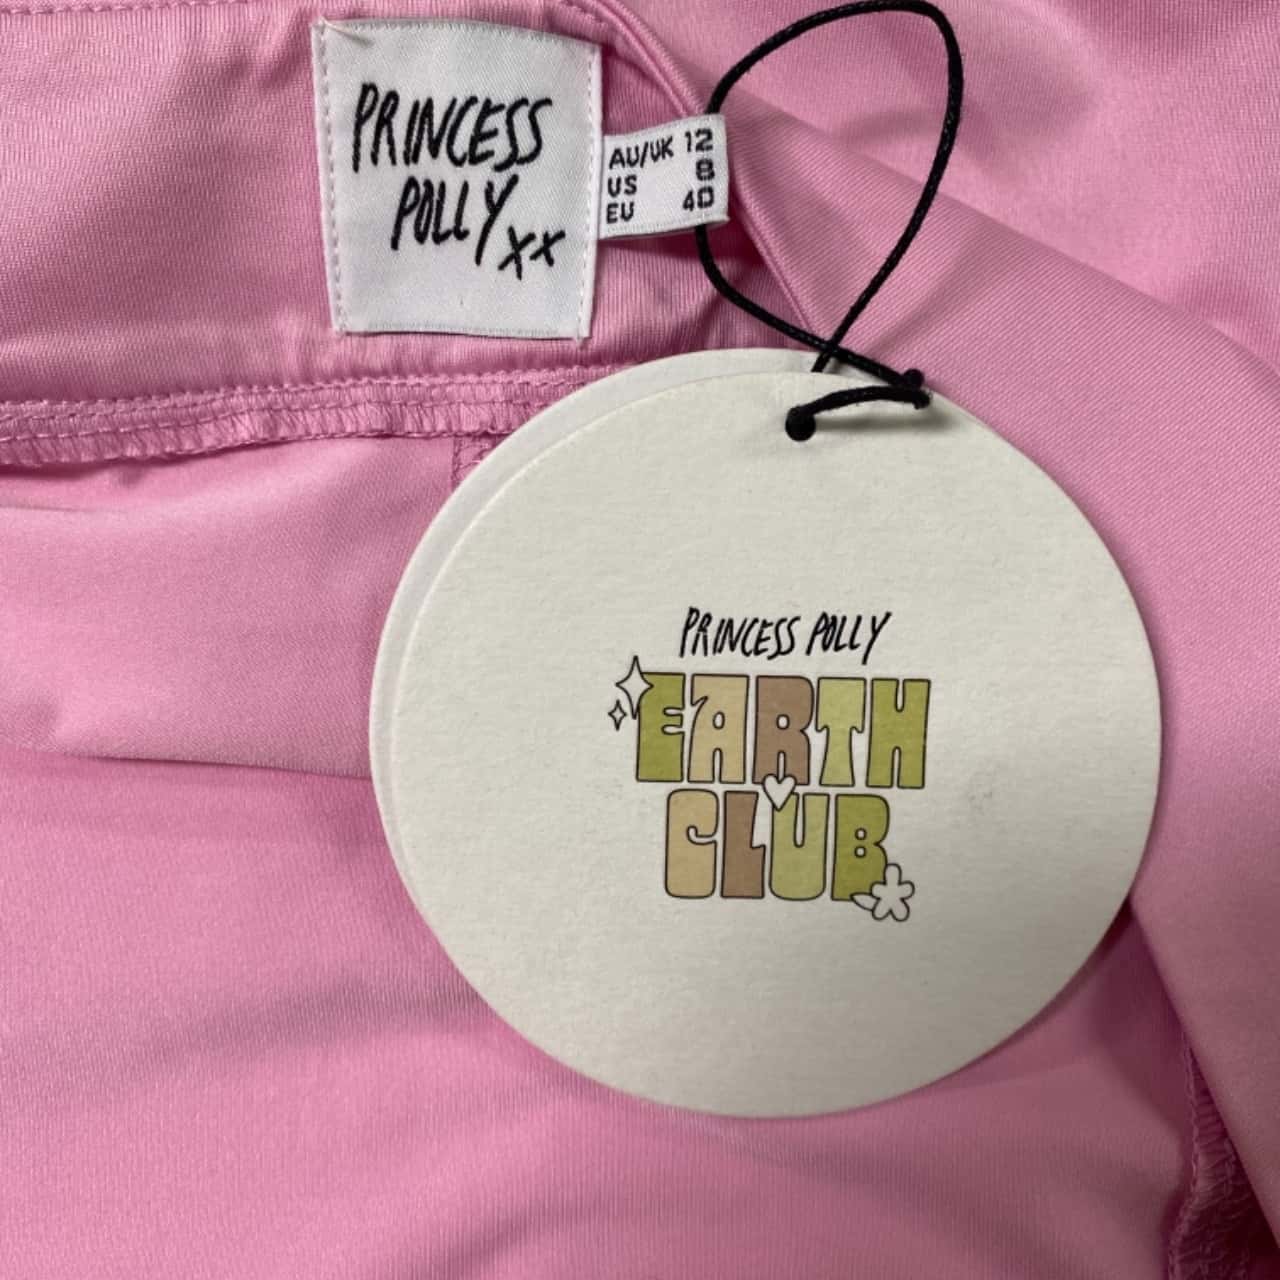 PRINCESS
POLLY
xx
AU/UK 12
US 8
EU 40
PRINCESS POLLY
EARTH
CLUB